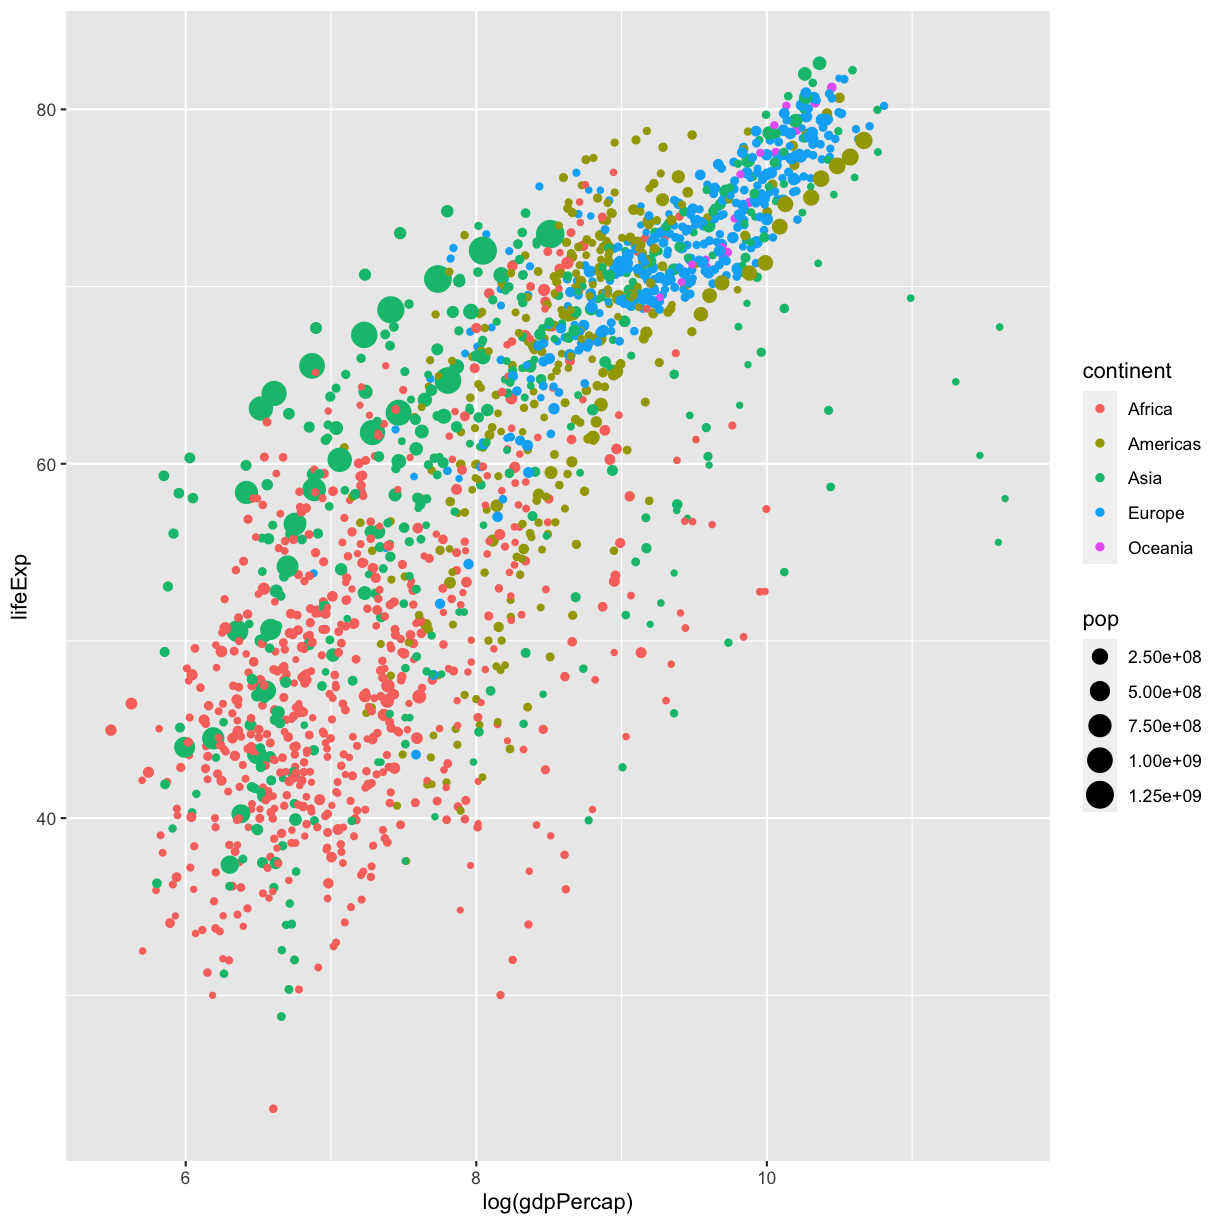 80
60
40
lifeExp
6
8
10
log(gdpPercap)
continent
Africa
Americas
Asia
Europe
Oceania
pop
2.50e+08
5.00e+08
7.50e+08
1.00e+09
1.25e+09